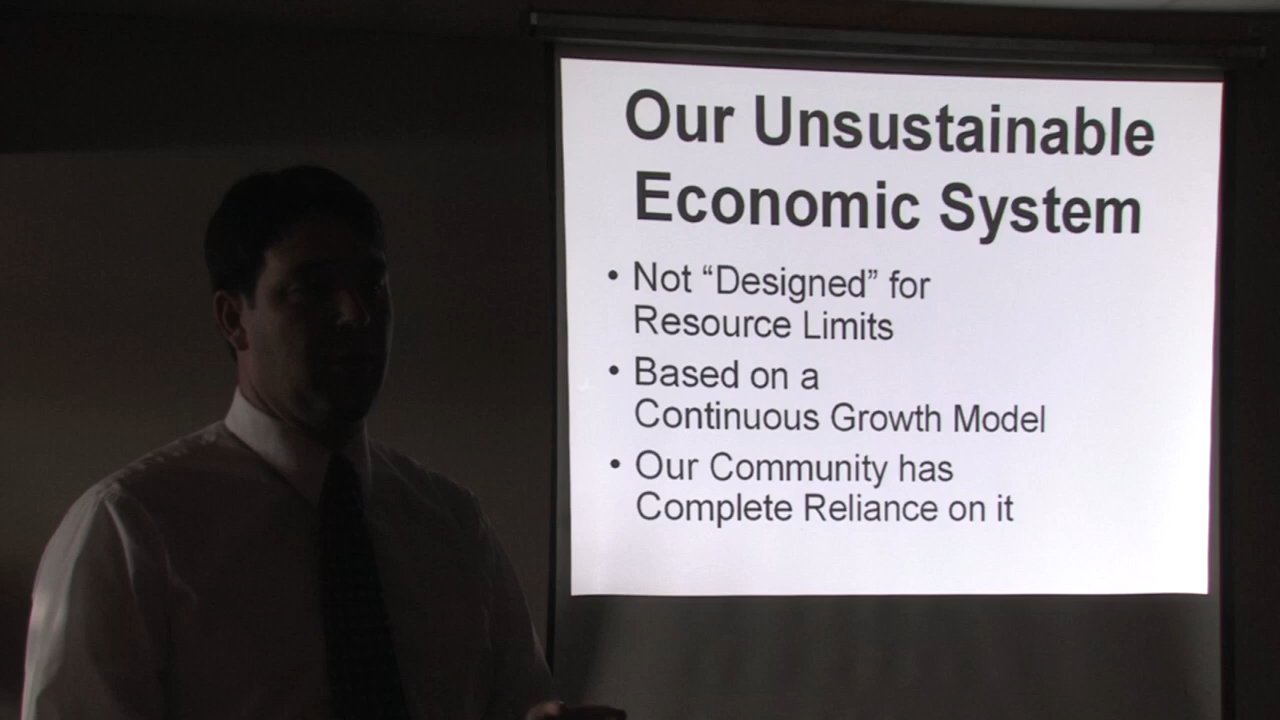 Our Unsustainable
Economic System
• Not “Designed” for
Resource Limits
• Based on a
Continuous Growth Model
• Our Community has
Complete Reliance on it